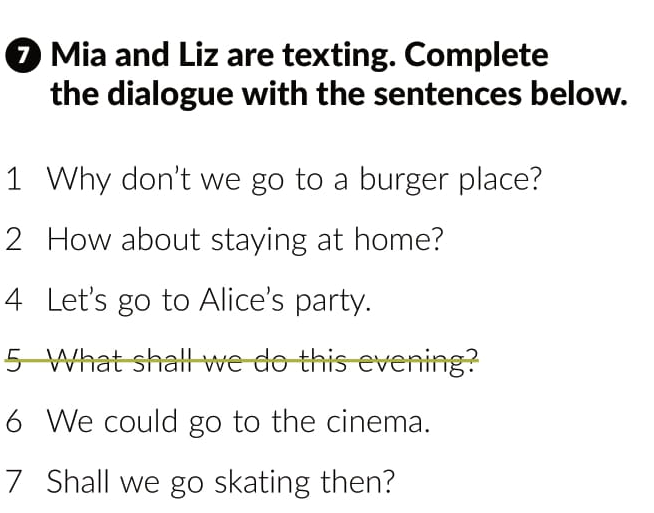 7 Mia and Liz are texting. Complete
the dialogue with the sentences below.
1 Why don't we go to a burger place?
2 How about staying at home?
4 Let's go to Alice's party.
5 What shall we do this evening?
6 We could go to the cinema.
7 Shall we go skating then?